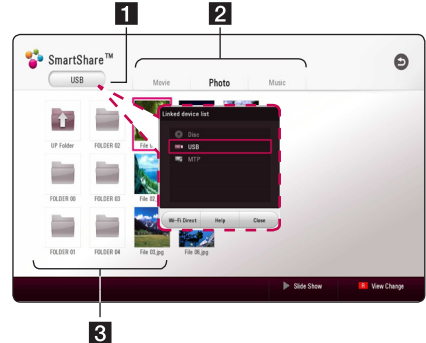 1
2
SmartShare™
USB
Movie
Photo
Music
Linked device list
Disc
USB
MTP
Wi-Fi Direct
Help
Close
UP Folder
FOLDER 02
FOLDER 00
FOLDER 03
File 02.
FOLDER 01
FOLDER 04
File 03.jpg
File 06.jpg
Slide Show
R View Change
3